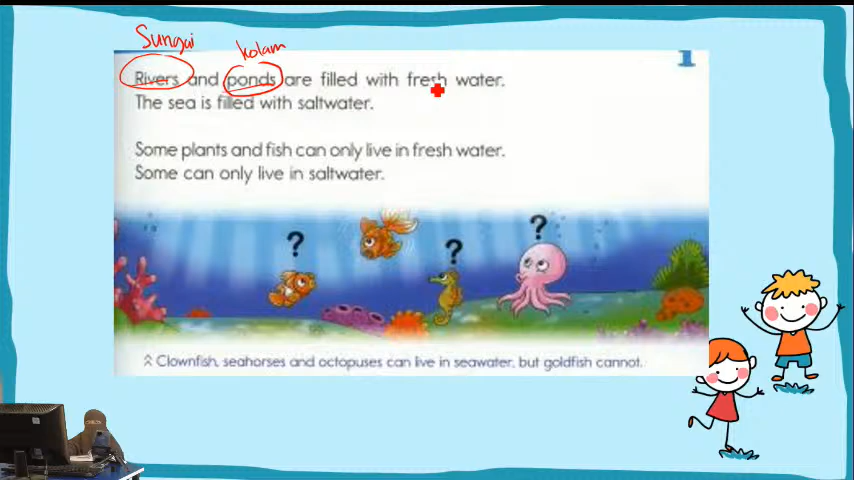 Sungai kolam
1
Rivers and ponds are filled with fresh water.
The sea is filled with saltwater.
Some plants and fish can only live in fresh water.
Some can only live in saltwater.
? ? ? ?
Clownfish, seahorses and octopuses can live in seawater, but goldfish cannot.